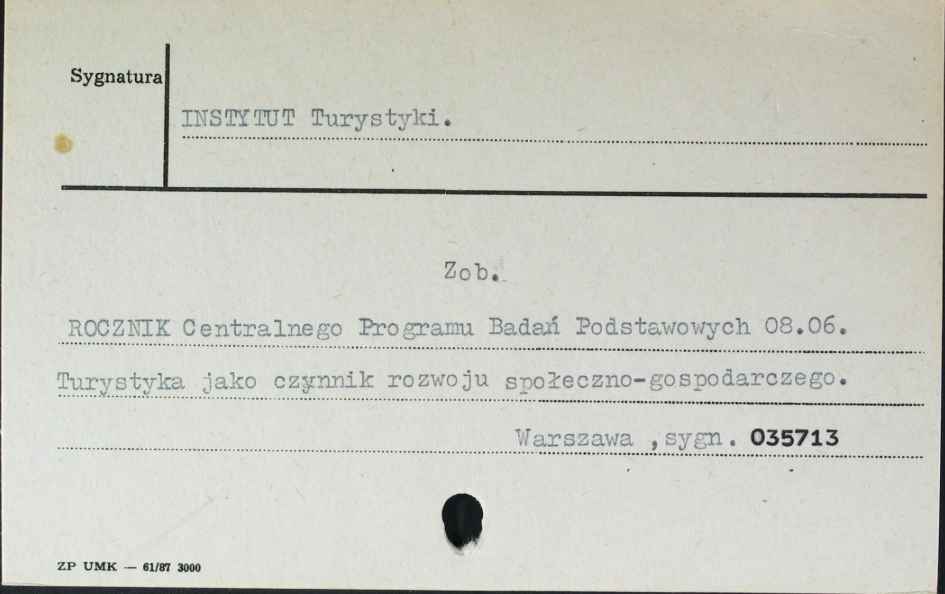 Sygnatura
INSTYTUT Turystyki.
Zob.
ROCZNIK Centralnego Programu Badań Podstawowych 08.06.
Turystyka jako czynnik rozwoju społeczno-gospodarczego.
Warszawa ,sygn. 035713
ZP UMK — 61/87 3000